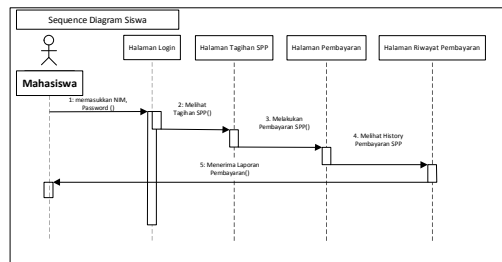 Sequence Diagram Siswa
Halaman Login
Halaman Tagihan SPP
Halaman Pembayaran
Halaman Riwayat Pembayaran
Mahasiswa
1: memasukkan NIM,
Password ()
2: Melihat
Tagihan SPP()
3. Melakukan
Pembayaran SPP()
4. Melihat History
Pembayaran SPP
5: Menerima Laporan
Pembayaran()